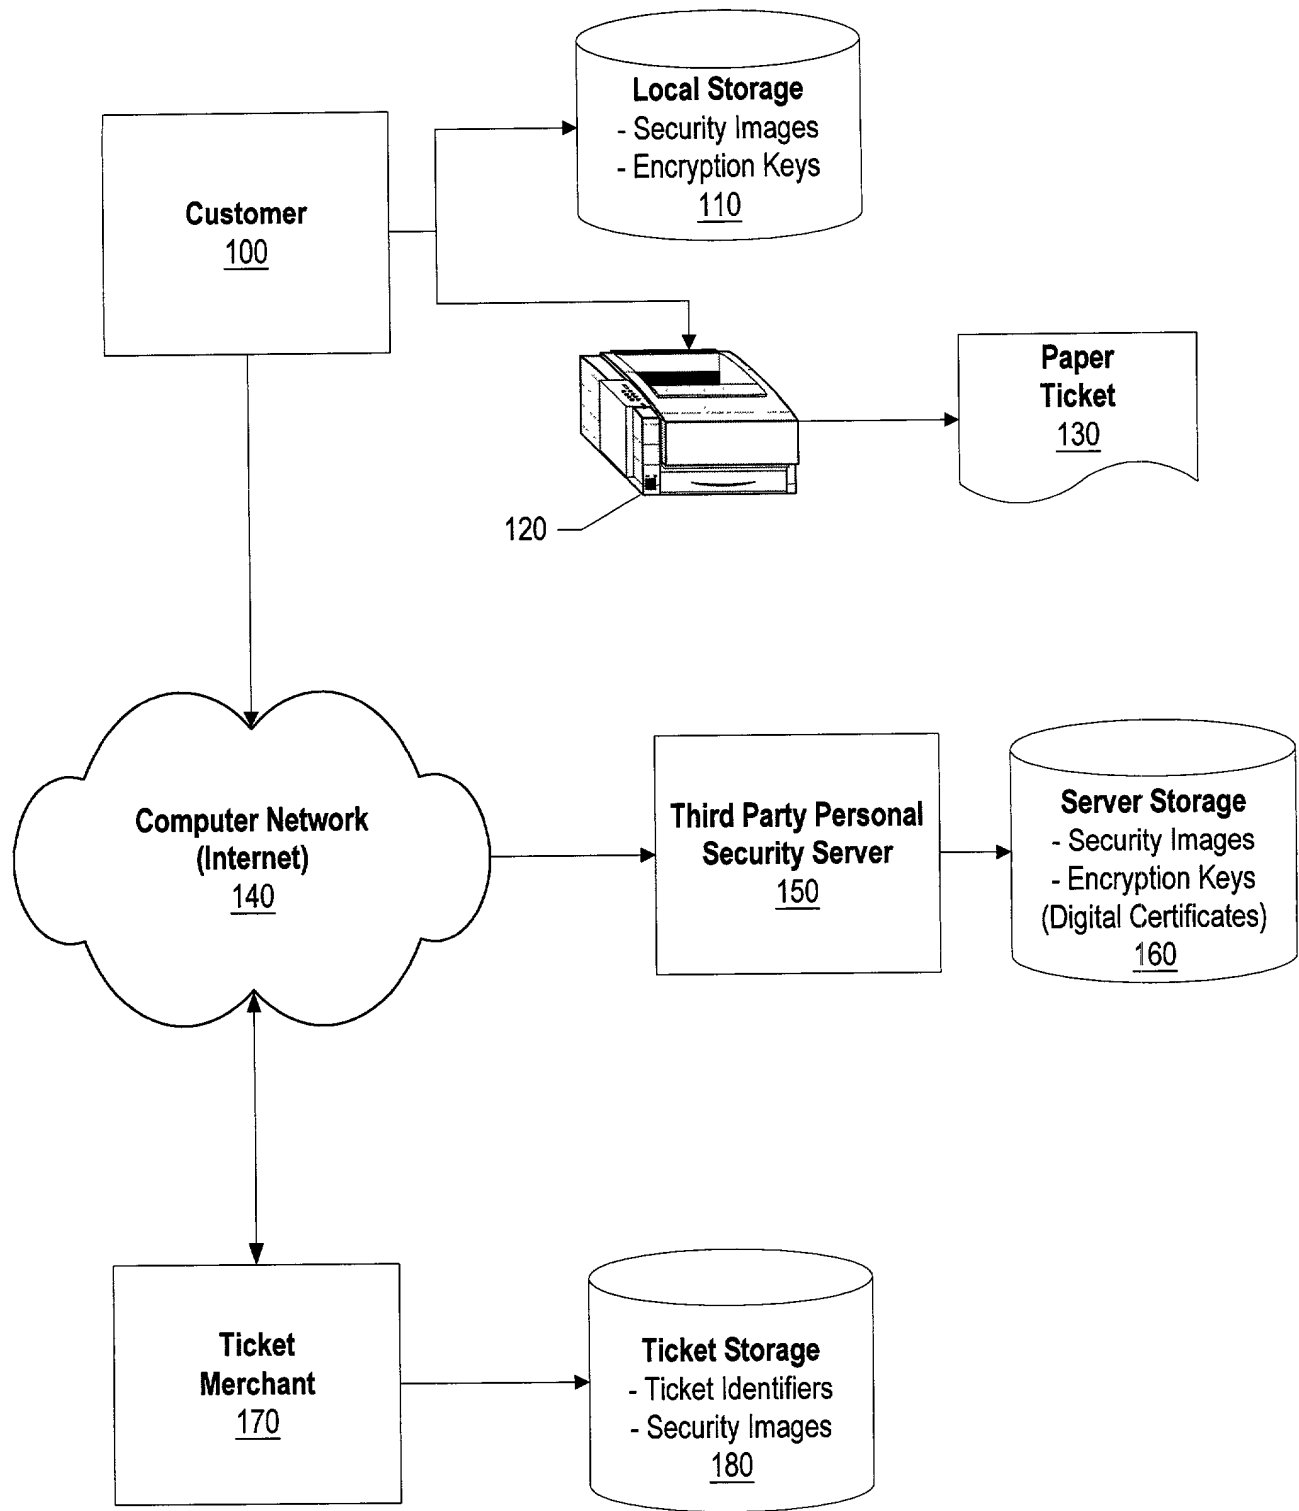 Local Storage
- Security Images
- Encryption Keys
110
Customer
100
Paper
Ticket
130
120
Computer Network
(Internet)
140
Third Party Personal
Security Server
150
Server Storage
- Security Images
- Encryption Keys
(Digital Certificates)
160
Ticket
Merchant
170
Ticket Storage
- Ticket Identifiers
- Security Images
180